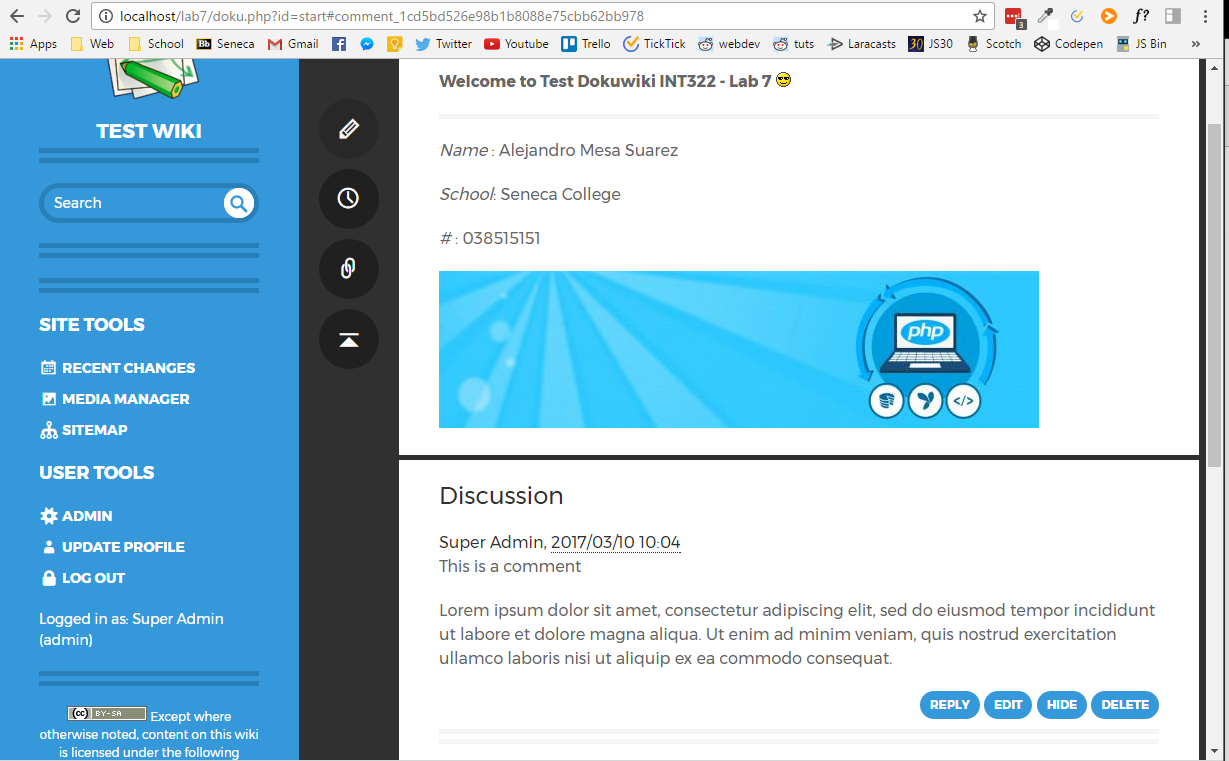 localhost/lab7/doku.php?id=start#comment_1cd5bd526e98b1b8088e75cbb62bb978
3
f?
Apps Web School Bb Seneca Gmail Twitter Youtube Trello TickTick webdev tuts Laracasts 30 JS30 Scotch Codepen JS Bin »
TEST WIKI
Search
SITE TOOLS
RECENT CHANGES
MEDIA MANAGER
SITEMAP
USER TOOLS
ADMIN
UPDATE PROFILE
LOG OUT
Logged in as: Super Admin
(admin)
(cc) BY-SA Except where
otherwise noted, content on this wiki
is licensed under the following
Welcome to Test Dokuwiki INT322 - Lab 7
Name : Alejandro Mesa Suarez
School: Seneca College
# : 038515151
php
</>
Discussion
Super Admin, 2017/03/10 10:04
This is a comment
Lorem ipsum dolor sit amet, consectetur adipiscing elit, sed do eiusmod tempor incididunt
ut labore et dolore magna aliqua. Ut enim ad minim veniam, quis nostrud exercitation
ullamco laboris nisi ut aliquip ex ea commodo consequat.
REPLY EDIT HIDE DELETE